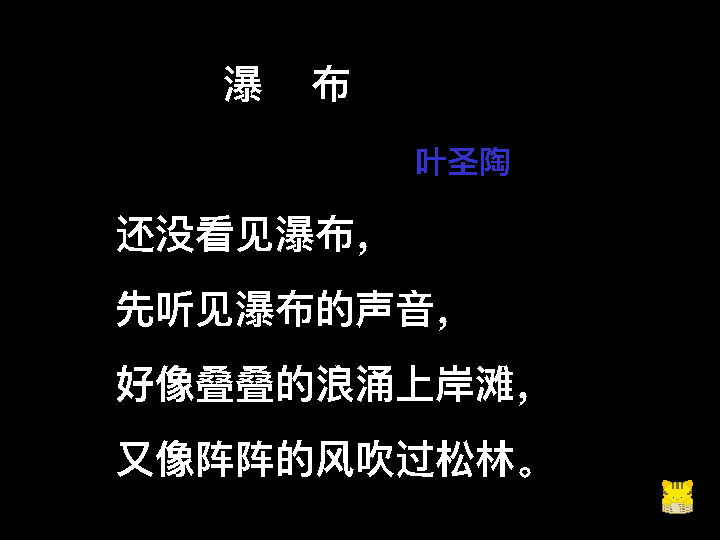 瀑 布
叶圣陶
还没看见瀑布，
先听见瀑布的声音，
好像叠叠的浪涌上岸滩，
又像阵阵的风吹过松林。